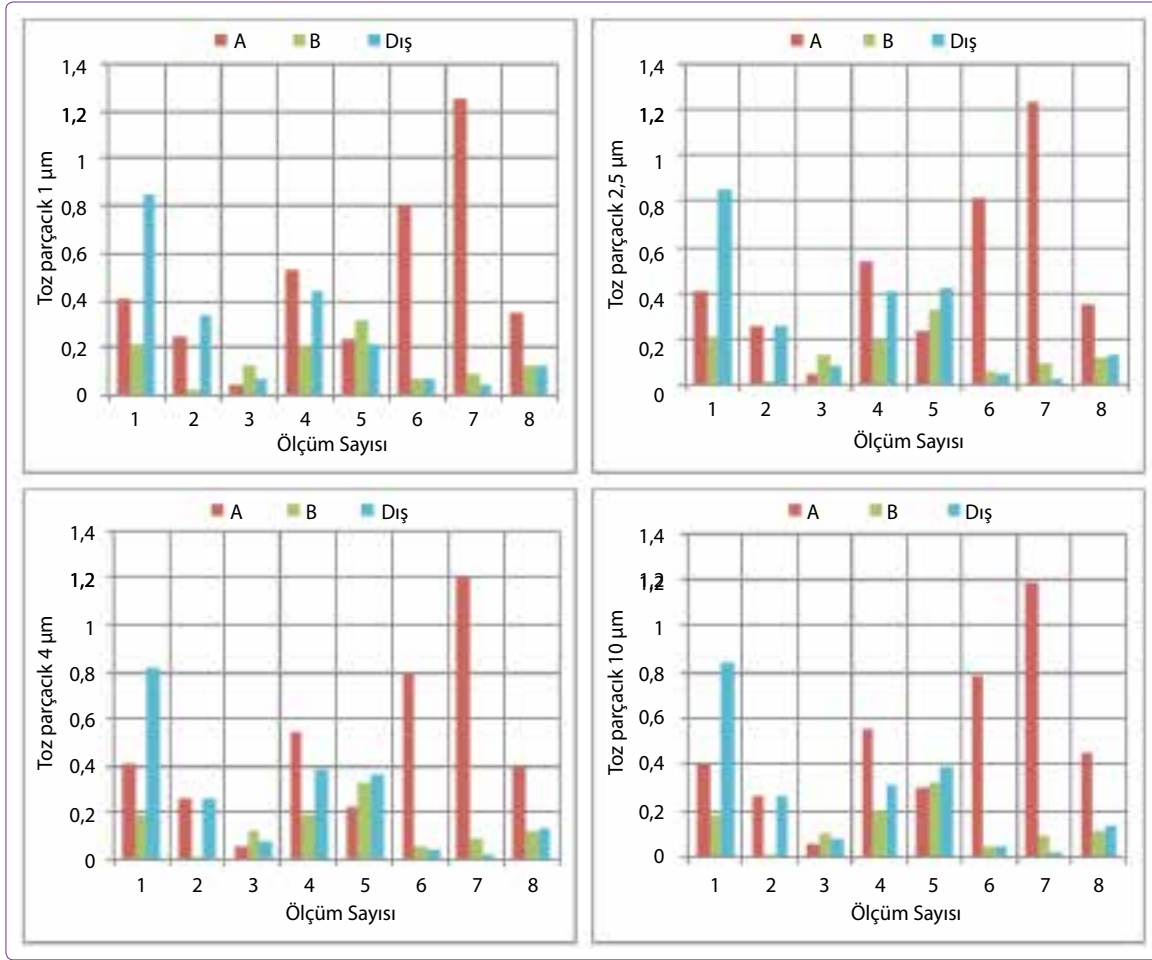 A B Dış
Toz parçacık 1 µm
1,4
1,2
1
0,8
0,6
0,4
0,2
0
1 2 3 4 5 6 7 8
Ölçüm Sayısı
A B Dış
Toz parçacık 2,5 µm
1,4
1,2
1
0,8
0,6
0,4
0,2
0
1 2 3 4 5 6 7 8
Ölçüm Sayısı
A B Dış
Toz parçacık 4 µm
1,4
1,2
1
0,8
0,6
0,4
0,2
0
1 2 3 4 5 6 7 8
Ölçüm Sayısı
A B Dış
Toz parçacık 10 µm
1,4
1,2
1
0,8
0,6
0,4
0,2
0
1 2 3 4 5 6 7 8
Ölçüm Sayısı